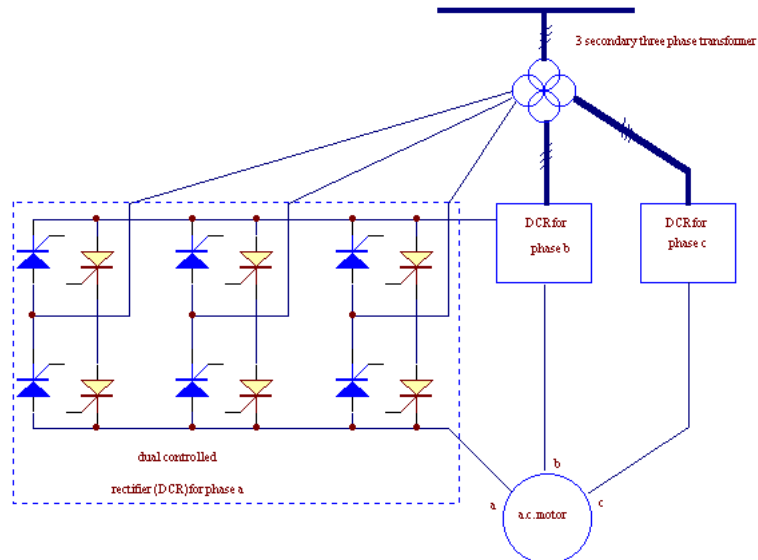 3 secondary three phase transformer
DCR for
phase b
DCR for
phase c
dual controlled
rectifier (DCR) for phase a
b
a
c
a.c. motor